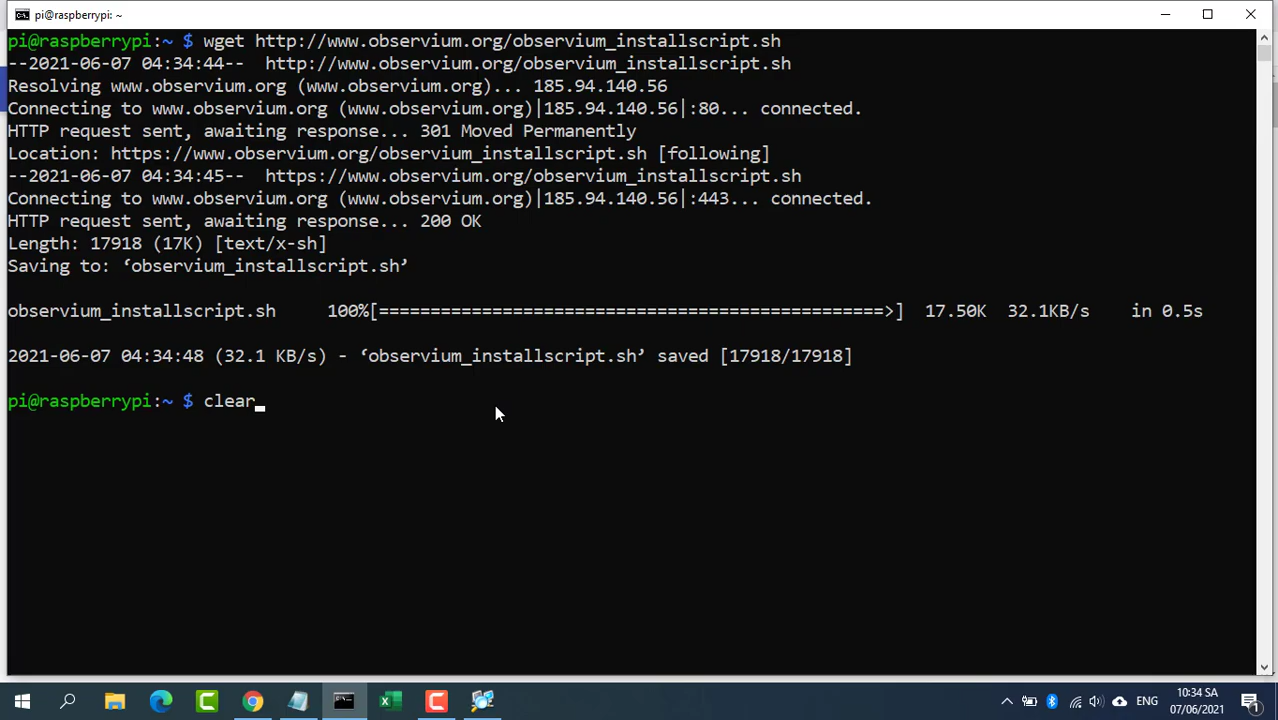 pi@raspberrypi: ~
pi@raspberrypi:~ $ wget http://www.observium.org/observium_installscript.sh
--2021-06-07 04:34:44--  http://www.observium.org/observium_installscript.sh
Resolving www.observium.org (www.observium.org)... 185.94.140.56
Connecting to www.observium.org (www.observium.org)|185.94.140.56|:80... connected.
HTTP request sent, awaiting response... 301 Moved Permanently
Location: https://www.observium.org/observium_installscript.sh [following]
--2021-06-07 04:34:45--  https://www.observium.org/observium_installscript.sh
Connecting to www.observium.org (www.observium.org)|185.94.140.56|:443... connected.
HTTP request sent, awaiting response... 200 OK
Length: 17918 (17K) [text/x-sh]
Saving to: ‘observium_installscript.sh’
observium_installscript.sh     100%[=================================================>]  17.50K  32.1KB/s    in 0.5s
2021-06-07 04:34:48 (32.1 KB/s) - ‘observium_installscript.sh’ saved [17918/17918]
pi@raspberrypi:~ $ clear_
ENG
10:34 SA
07/06/2021
1